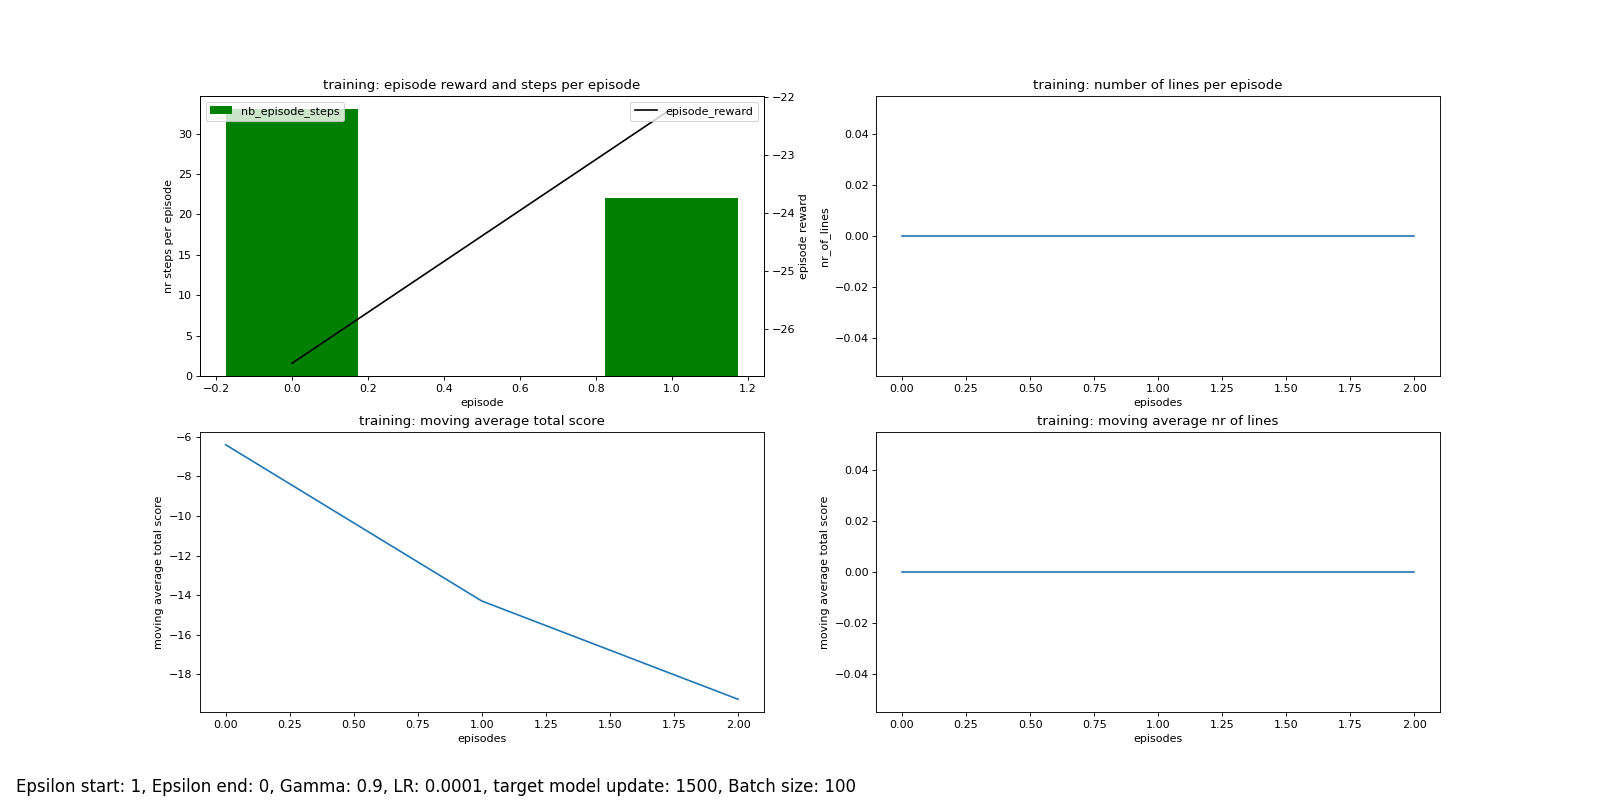 training: episode reward and steps per episode
nb_episode_steps
episode_reward
nr steps per episode
30
25
20
15
10
5
0
−22
−23
−24
−25
−26
episode reward
−0.2 0.0 0.2 0.4 0.6 0.8 1.0 1.2
episode
training: number of lines per episode
nr_of_lines
0.04
0.02
0.00
−0.02
−0.04
0.00 0.25 0.50 0.75 1.00 1.25 1.50 1.75 2.00
episodes
training: moving average total score
moving average total score
−6
−8
−10
−12
−14
−16
−18
0.00 0.25 0.50 0.75 1.00 1.25 1.50 1.75 2.00
episodes
training: moving average nr of lines
moving average total score
0.04
0.02
0.00
−0.02
−0.04
0.00 0.25 0.50 0.75 1.00 1.25 1.50 1.75 2.00
episodes
Epsilon start: 1, Epsilon end: 0, Gamma: 0.9, LR: 0.0001, target model update: 1500, Batch size: 100